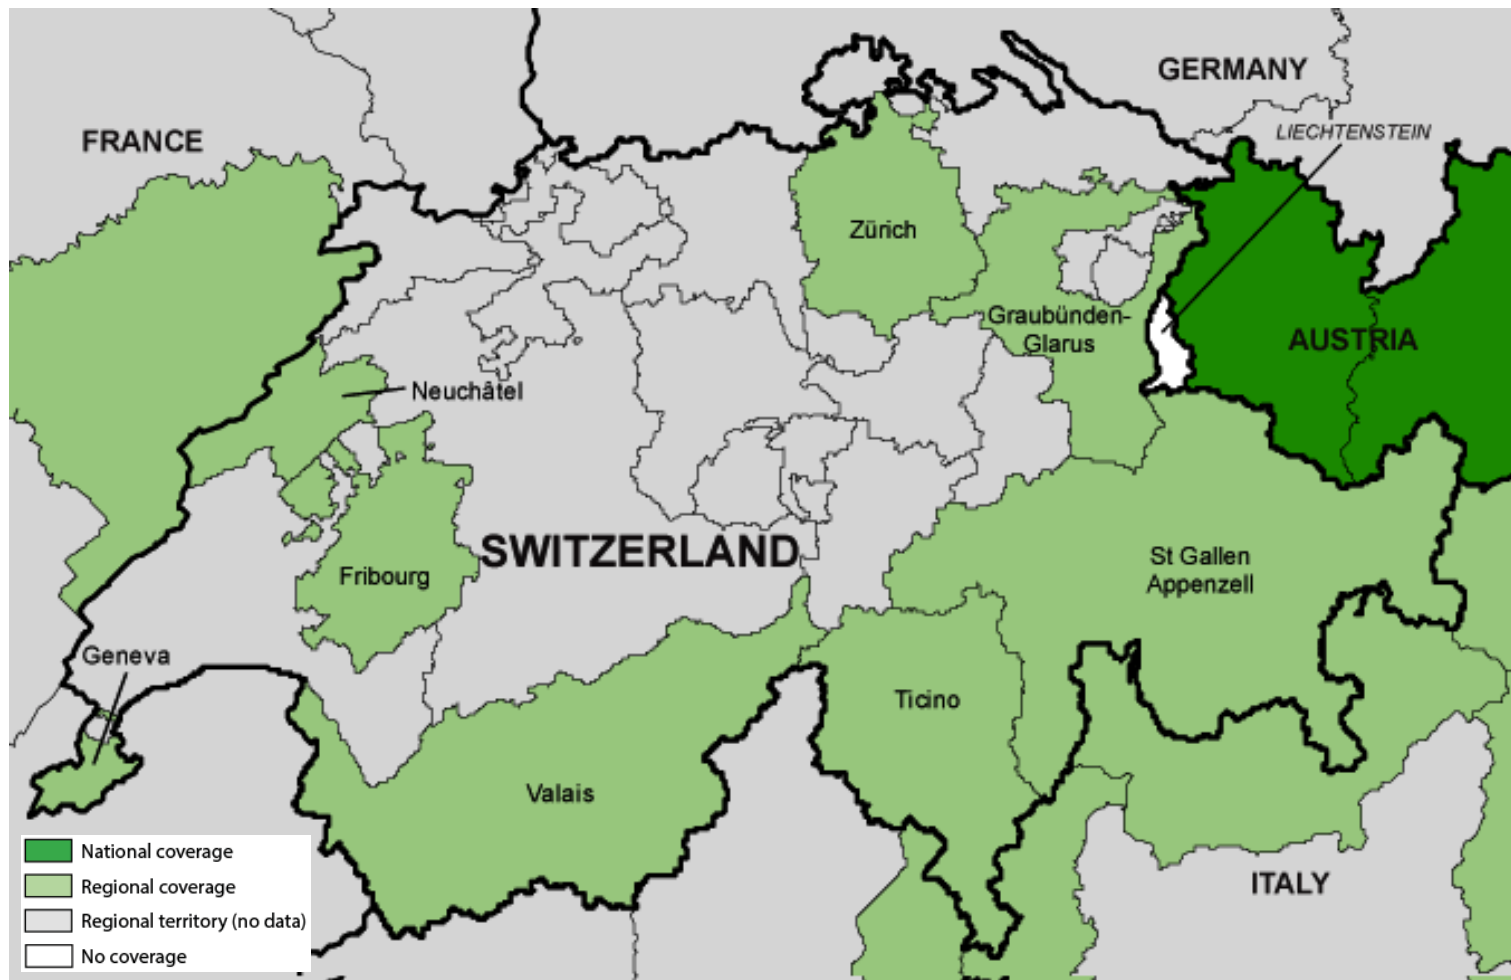 GERMANY
FRANCE
LIECHTENSTEIN
Zürich
Graubünden-
Glarus
AUSTRIA
Neuchâtel
SWITZERLAND
Fribourg
St Gallen
Appenzell
Geneva
Ticino
Valais
National coverage
Regional coverage
Regional territory (no data)
No coverage
ITALY